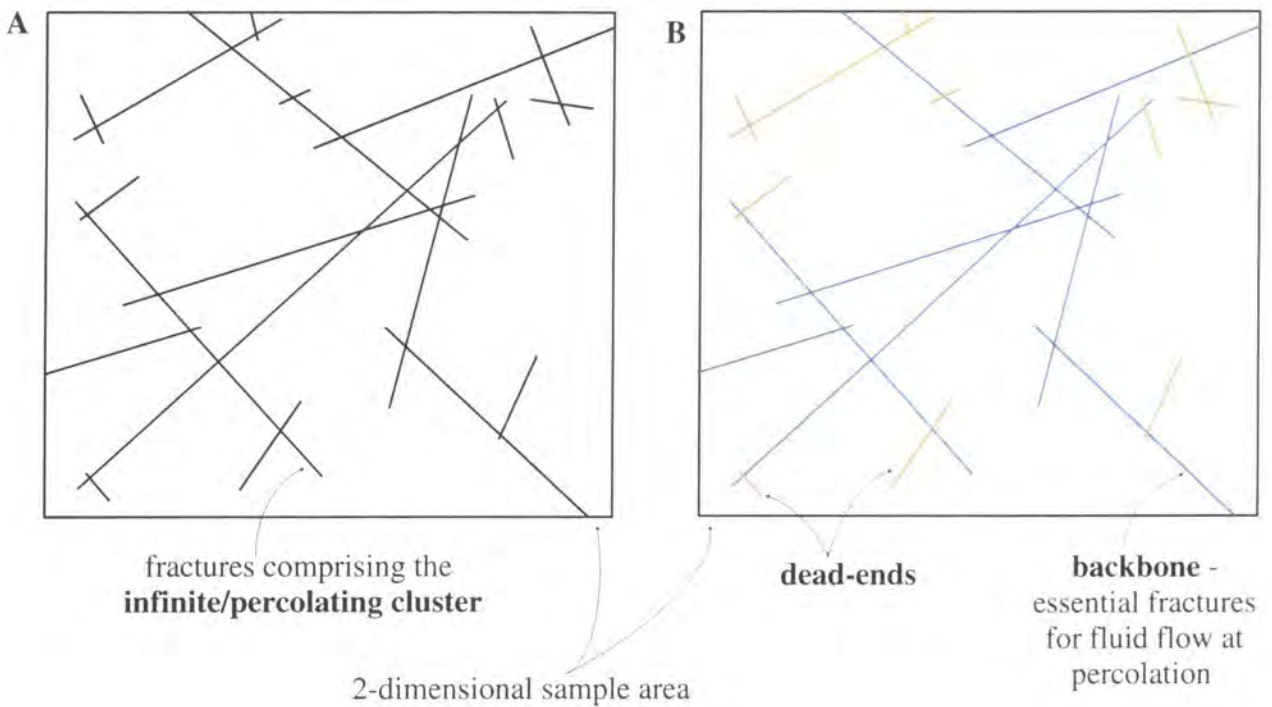 A
B
fractures comprising the
infinite/percolating cluster
dead-ends
backbone -
essential fractures
for fluid flow at
percolation
2-dimensional sample area